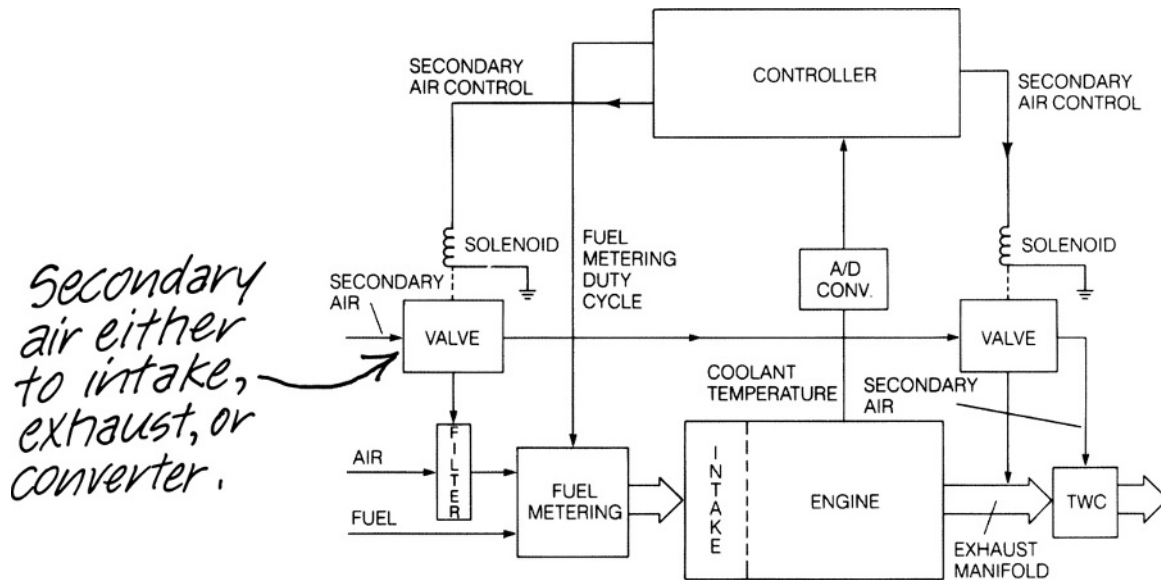 CONTROLLER
SECONDARY
AIR CONTROL
SECONDARY
AIR CONTROL
SOLENOID
FUEL
METERING
DUTY
CYCLE
A/D
CONV.
SOLENOID
Secondary
air either
to intake,
exhaust, or
converter.
SECONDARY
AIR
VALVE
VALVE
COOLANT
TEMPERATURE
SECONDARY
AIR
AIR
FUEL
FILTER
FUEL
METERING
INTAKE
ENGINE
TWC
EXHAUST
MANIFOLD